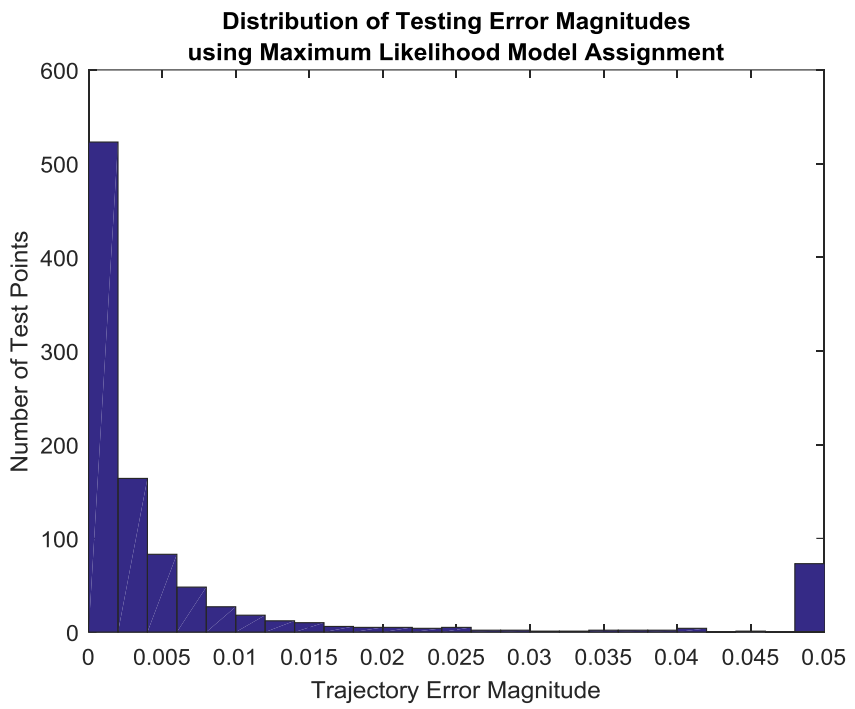 Distribution of Testing Error Magnitudes
using Maximum Likelihood Model Assignment
600
500
400
300
200
100
0
Number of Test Points
0 0.005 0.01 0.015 0.02 0.025 0.03 0.035 0.04 0.045 0.05
Trajectory Error Magnitude